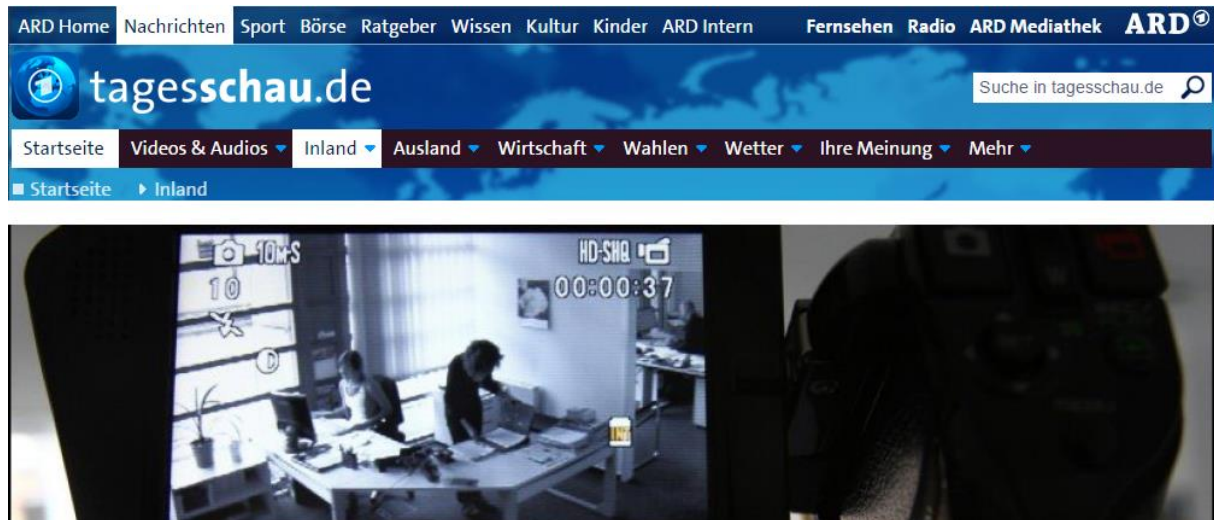 ARD Home Nachrichten Sport Börse Ratgeber Wissen Kultur Kinder ARD Intern Fernsehen Radio ARD Mediathek ARD
tagesschau.de
Suche in tagesschau.de
Startseite Videos & Audios Inland Ausland Wirtschaft Wahlen Wetter Ihre Meinung Mehr
Startseite Inland
10M·S HD-SHQ
10 00:00:37
INT